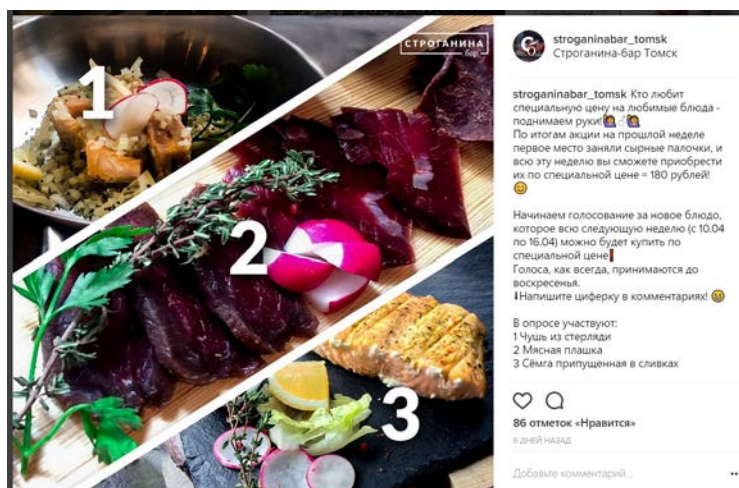 1
СТРОГАНИНА
бар
2
3
stroganinabar_tomsk
Строганина-бар Томск
stroganinabar_tomsk Кто любит
специальную цену на любимые блюда -
поднимаем руки!
По итогам акции на прошлой неделе
первое место заняли сырные палочки, и
всю эту неделю вы сможете приобрести
их по специальной цене = 180 рублей!
Начинаем голосование за новое блюдо,
которое всю следующую неделю (с 10.04
по 16.04) можно будет купить по
специальной цене
Голоса, как всегда, принимаются до
воскресенья.
Напишите циферку в комментариях!
В опросе участвуют:
1 Чушь из стерляди
2 Мясная плашка
3 Сёмга припущенная в сливках
86 отметок «Нравится»
6 ДНЕЙ НАЗАД
Добавьте комментарий...